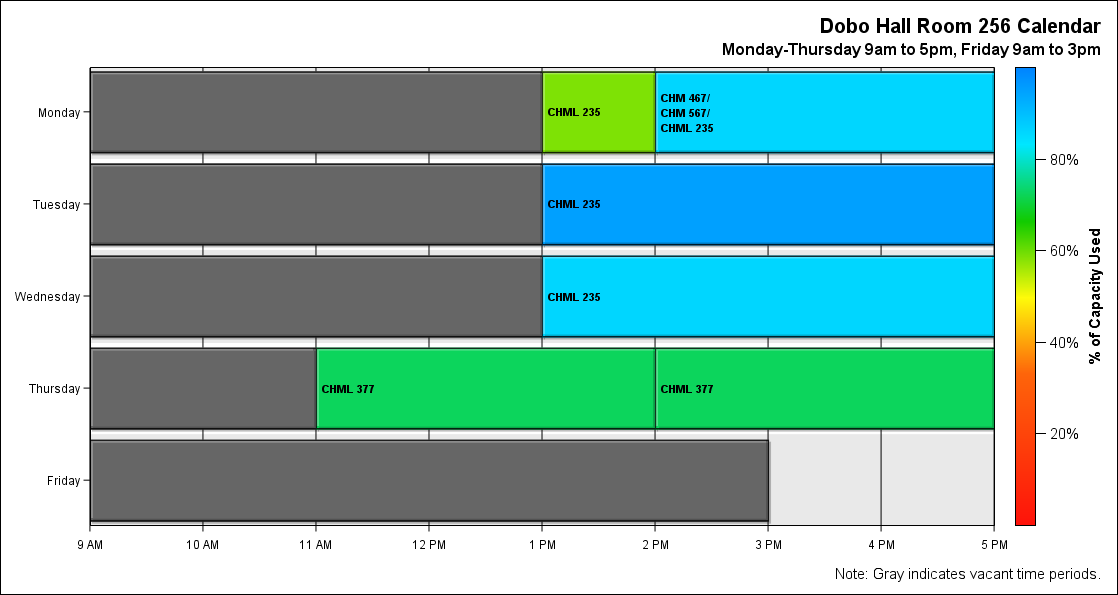 Dobo Hall Room 256 Calendar
Monday-Thursday 9am to 5pm, Friday 9am to 3pm
Monday
CHML 235
CHM 467/
CHM 567/
CHML 235
Tuesday
CHML 235
Wednesday
CHML 235
Thursday
CHML 377
CHML 377
Friday
9 AM
10 AM
11 AM
12 PM
1 PM
2 PM
3 PM
4 PM
5 PM
80%
60%
40%
20%
% of Capacity Used
Note: Gray indicates vacant time periods.